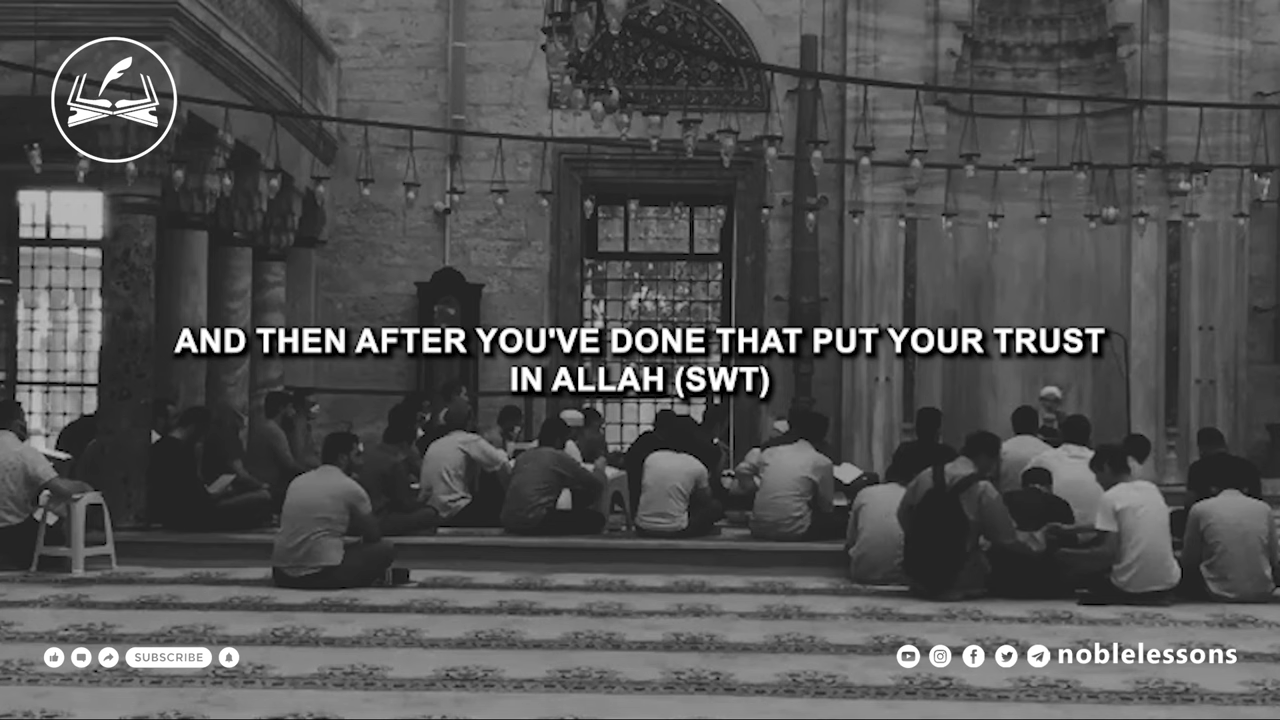 AND THEN AFTER YOU'VE DONE THAT PUT YOUR TRUST
IN ALLAH (SWT)
SUBSCRIBE
noblelessons